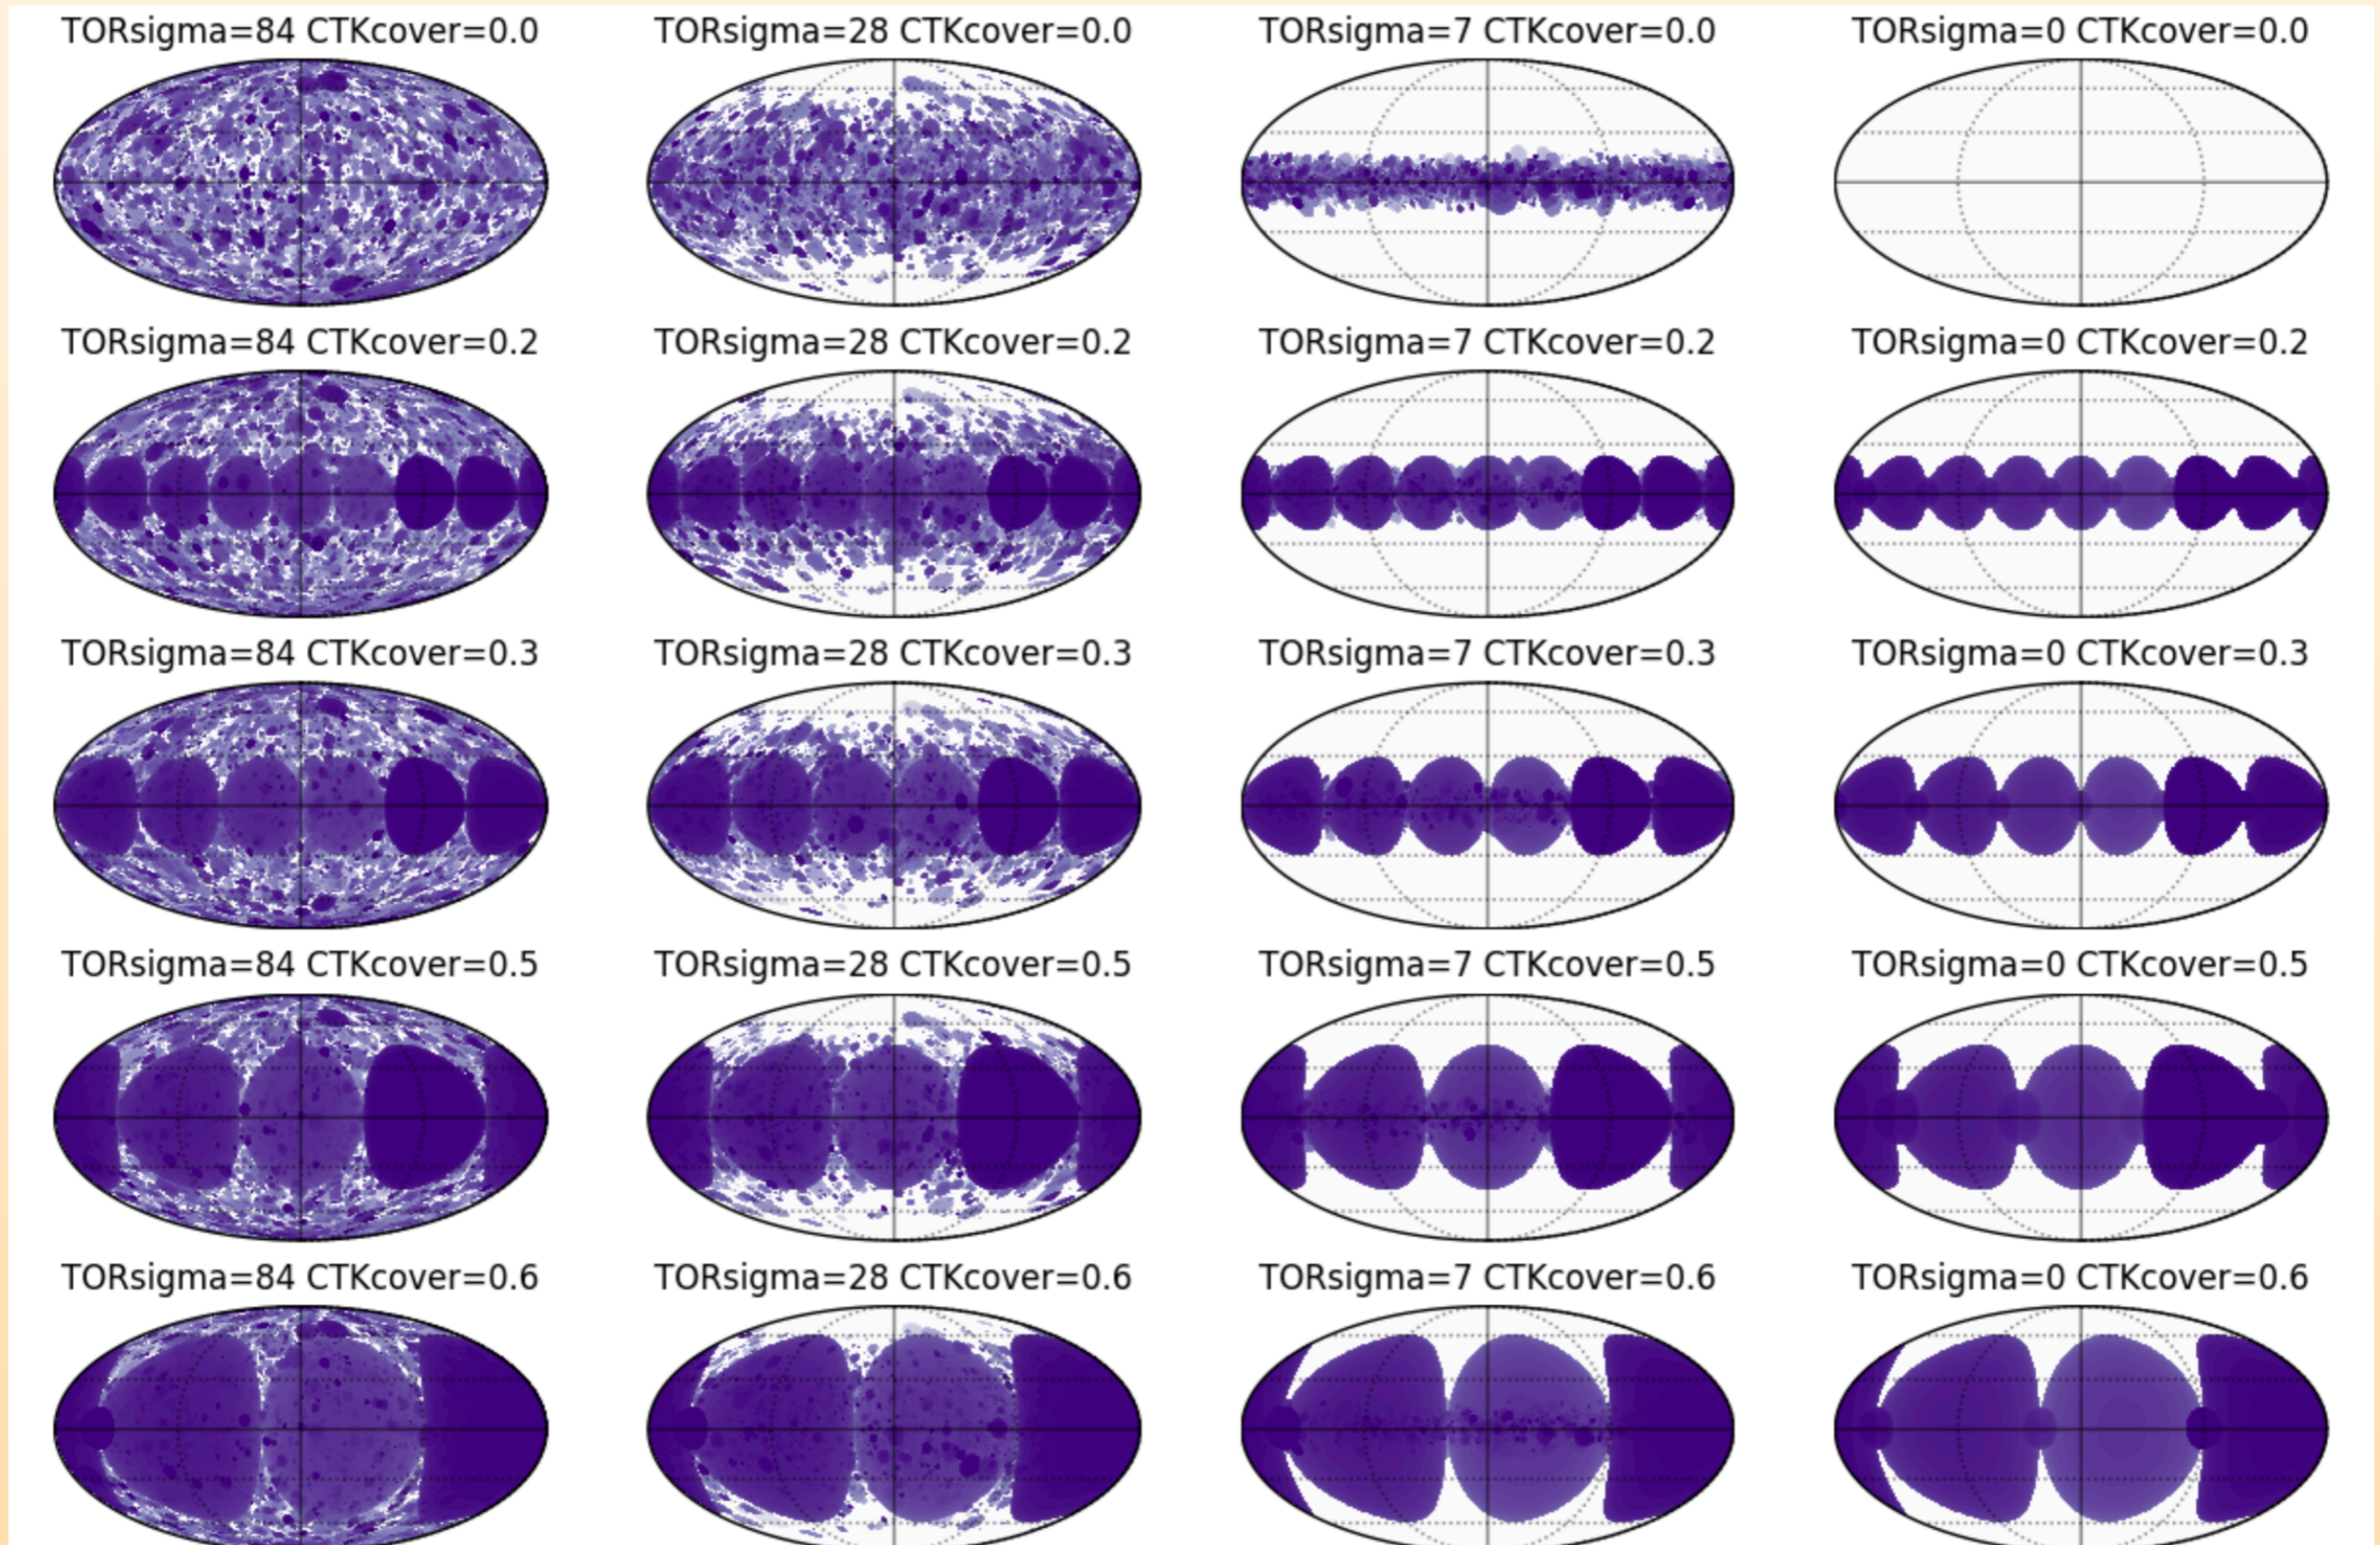 TORsigma=84 CTKcover=0.0
TORsigma=28 CTKcover=0.0
TORsigma=7 CTKcover=0.0
TORsigma=0 CTKcover=0.0
TORsigma=84 CTKcover=0.2
TORsigma=28 CTKcover=0.2
TORsigma=7 CTKcover=0.2
TORsigma=0 CTKcover=0.2
TORsigma=84 CTKcover=0.3
TORsigma=28 CTKcover=0.3
TORsigma=7 CTKcover=0.3
TORsigma=0 CTKcover=0.3
TORsigma=84 CTKcover=0.5
TORsigma=28 CTKcover=0.5
TORsigma=7 CTKcover=0.5
TORsigma=0 CTKcover=0.5
TORsigma=84 CTKcover=0.6
TORsigma=28 CTKcover=0.6
TORsigma=7 CTKcover=0.6
TORsigma=0 CTKcover=0.6